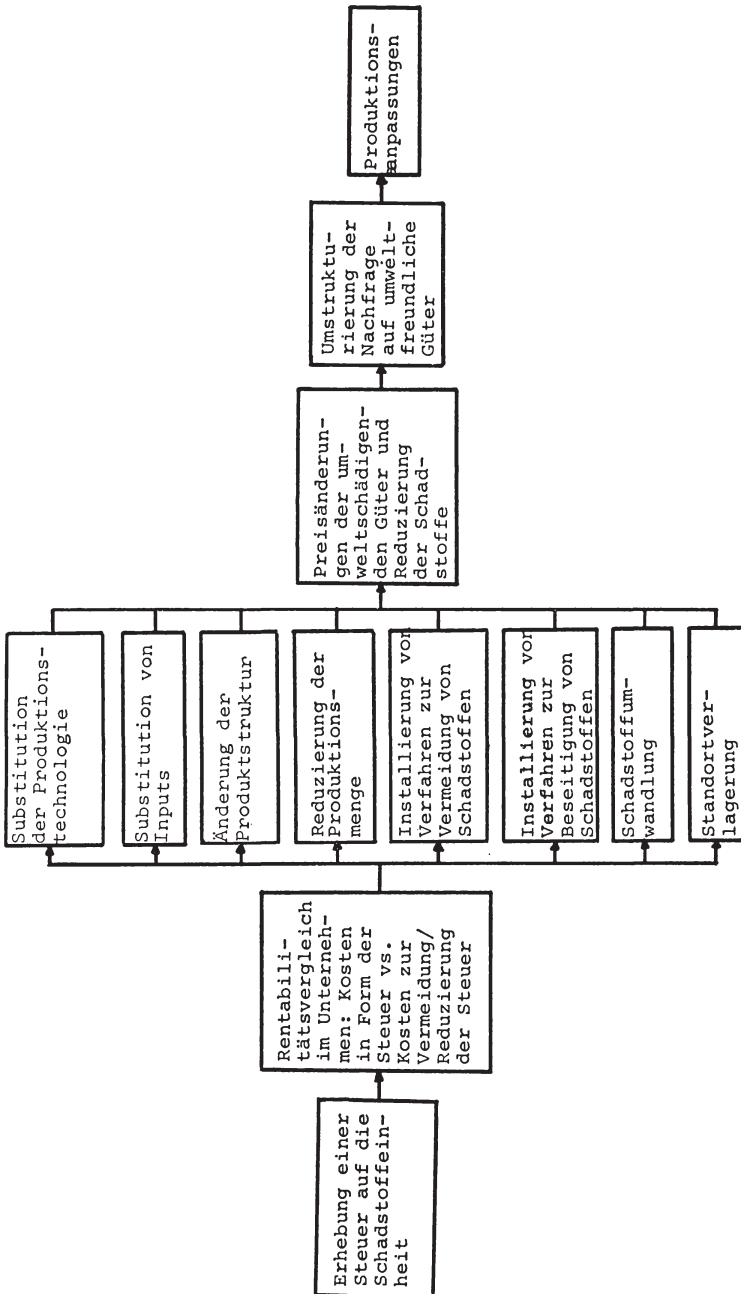 Erhebung einer
Steuer auf die
Schadstoffein-
heit
Rentabili-
tätsvergleich
im Unterneh-
men: Kosten
in Form der
Steuer vs.
Kosten zur
Vermeidung/
Reduzierung
der Steuer
Substitution
der Produktions-
technologie
Substitution von
Inputs
Änderung der
Produktstruktur
Reduzierung der
Produktions-
menge
Installierung von
Verfahren zur
Vermeidung von
Schadstoffen
Installierung von
Verfahren zur
Beseitigung von
Schadstoffen
Schadstoffum-
wandlung
Standortver-
lagerung
Preisänderun-
gen der um-
weltschädigen-
den Güter und
Reduzierung
der Schad-
stoffe
Umstruktu-
rierung der
Nachfrage
auf umwelt-
freundliche
Güter
Produktions-
anpassungen